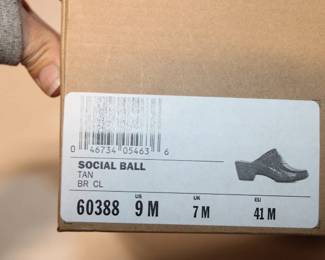 0 46734 05463 6
SOCIAL BALL
TAN
BR CL
60388 US 9 M UK 7 M EU 41 M